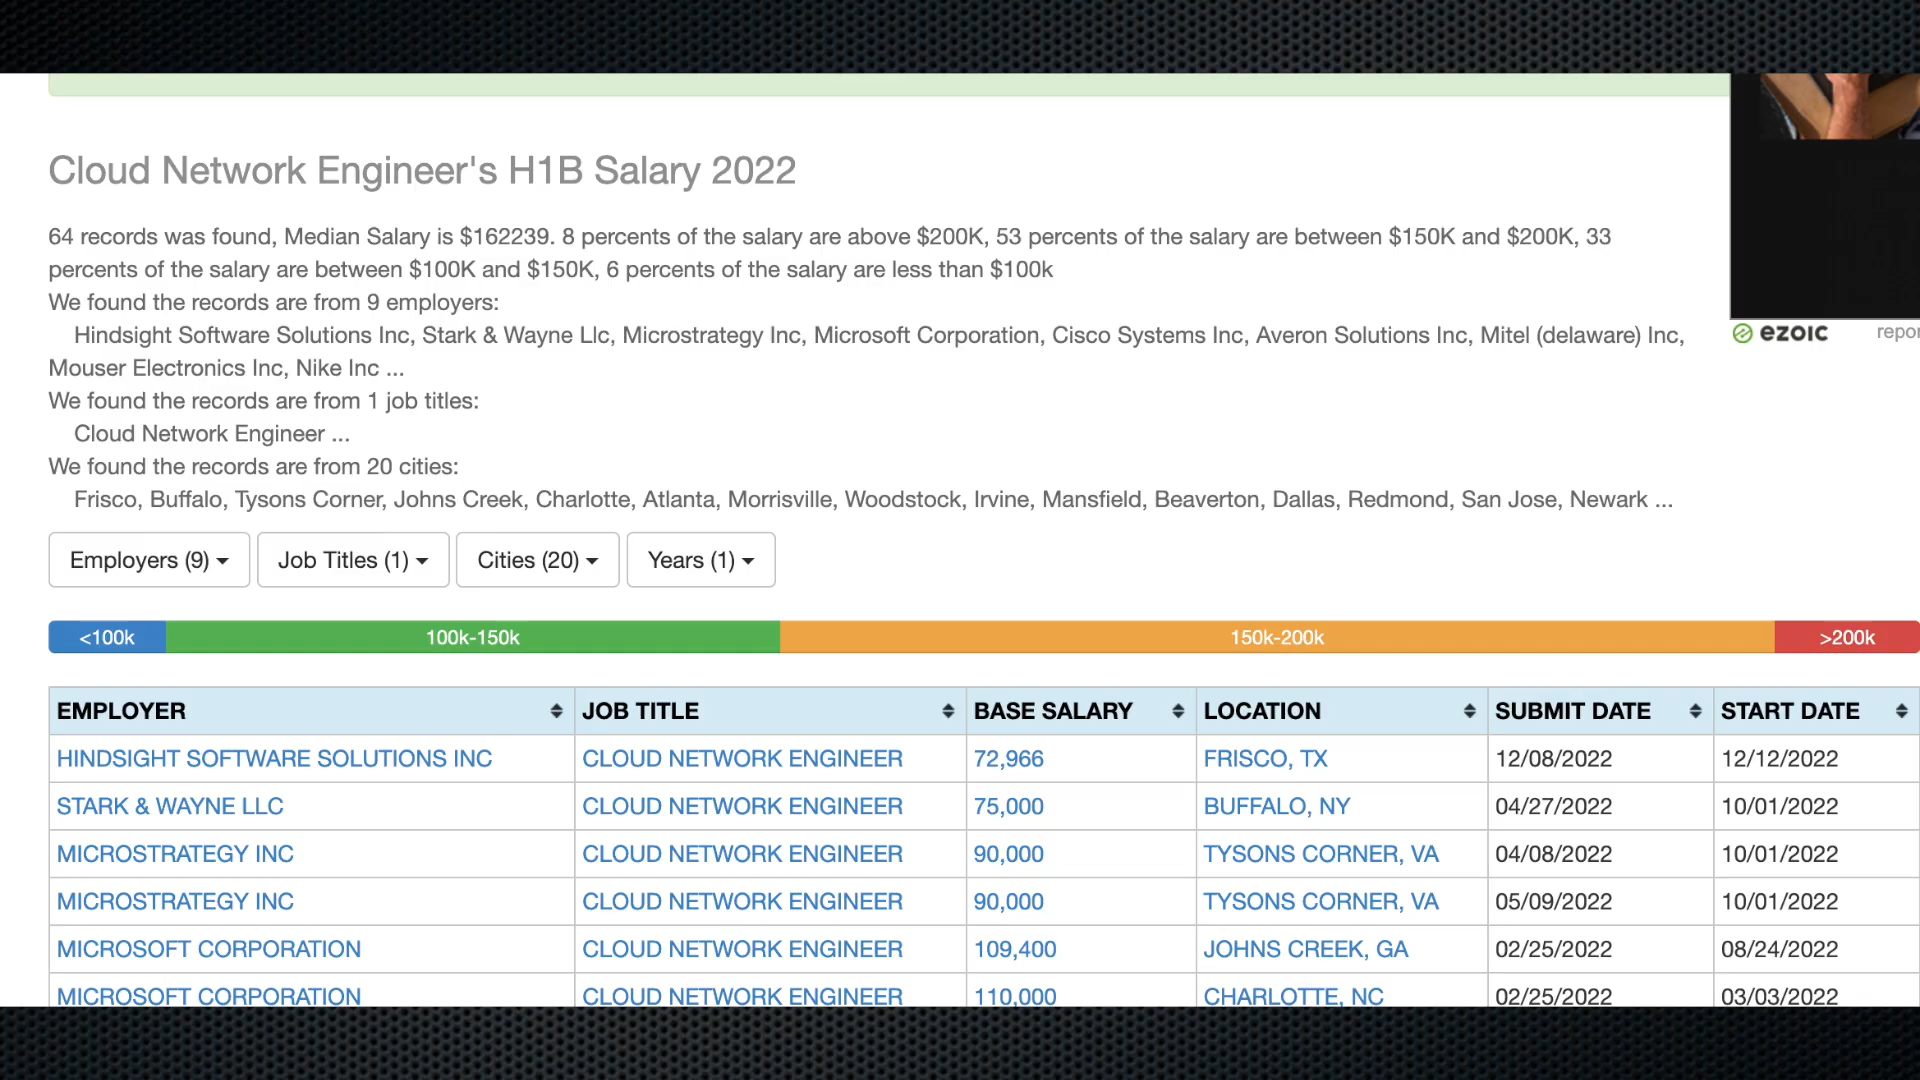 Cloud Network Engineer's H1B Salary 2022
64 records was found, Median Salary is $162239. 8 percents of the salary are above $200K, 53 percents of the salary are between $150K and $200K, 33
percents of the salary are between $100K and $150K, 6 percents of the salary are less than $100k
We found the records are from 9 employers:
Hindsight Software Solutions Inc, Stark & Wayne Llc, Microstrategy Inc, Microsoft Corporation, Cisco Systems Inc, Averon Solutions Inc, Mitel (delaware) Inc,
Mouser Electronics Inc, Nike Inc ...
ezoic repor
We found the records are from 1 job titles:
Cloud Network Engineer ...
We found the records are from 20 cities:
Frisco, Buffalo, Tysons Corner, Johns Creek, Charlotte, Atlanta, Morrisville, Woodstock, Irvine, Mansfield, Beaverton, Dallas, Redmond, San Jose, Newark ...
Employers (9) Job Titles (1) Cities (20) Years (1)
<100k 100k-150k 150k-200k >200k
EMPLOYER JOB TITLE BASE SALARY LOCATION SUBMIT DATE START DATE
HINDSIGHT SOFTWARE SOLUTIONS INC CLOUD NETWORK ENGINEER 72,966 FRISCO, TX 12/08/2022 12/12/2022
STARK & WAYNE LLC CLOUD NETWORK ENGINEER 75,000 BUFFALO, NY 04/27/2022 10/01/2022
MICROSTRATEGY INC CLOUD NETWORK ENGINEER 90,000 TYSONS CORNER, VA 04/08/2022 10/01/2022
MICROSTRATEGY INC CLOUD NETWORK ENGINEER 90,000 TYSONS CORNER, VA 05/09/2022 10/01/2022
MICROSOFT CORPORATION CLOUD NETWORK ENGINEER 109,400 JOHNS CREEK, GA 02/25/2022 08/24/2022
MICROSOFT CORPORATION CLOUD NETWORK ENGINEER 110,000 CHARLOTTE, NC 02/25/2022 03/03/2022